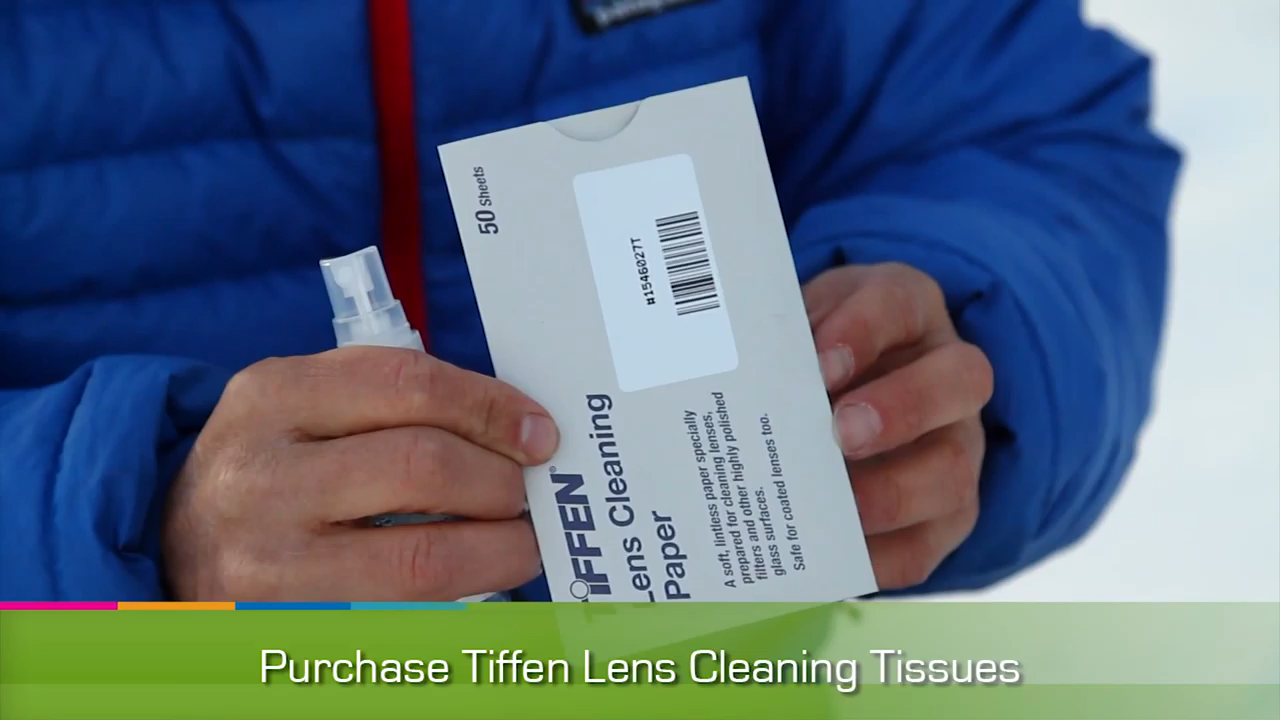 50 Sheets
#1546027T
TIFFEN®
Lens Cleaning
Paper
A soft, lintless paper specially
prepared for cleaning lenses,
filters and other highly polished
glass surfaces.
Safe for coated lenses too.
Purchase Tiffen Lens Cleaning Tissues